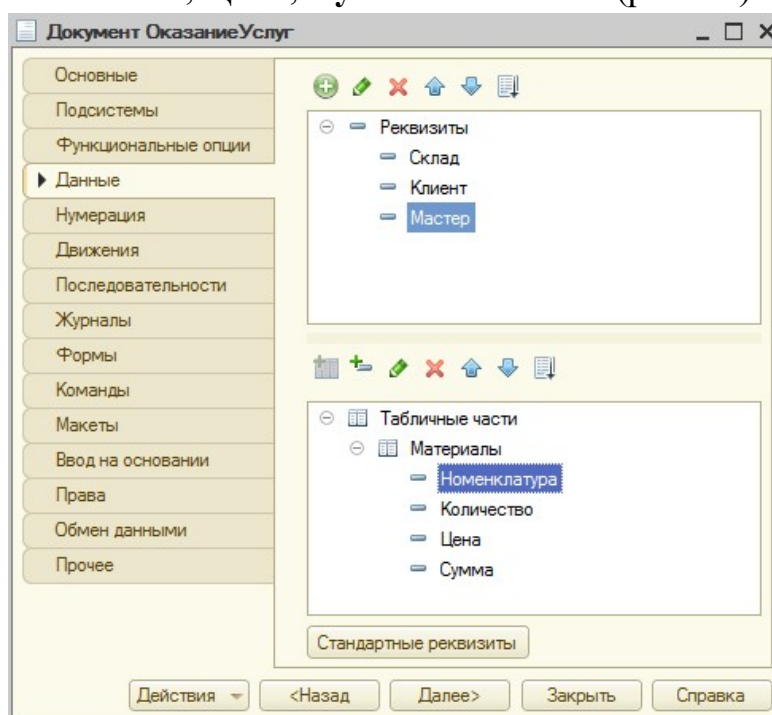 Документ ОказаниеУслуг
Основные
Подсистемы
Функциональные опции
Данные
Нумерация
Движения
Последовательности
Журналы
Формы
Команды
Макеты
Ввод на основании
Права
Обмен данными
Прочее
Реквизиты
Склад
Клиент
Мастер
Табличные части
Материалы
Номенклатура
Количество
Цена
Сумма
Стандартные реквизиты
Действия
<Назад
Далее>
Закрыть
Справка